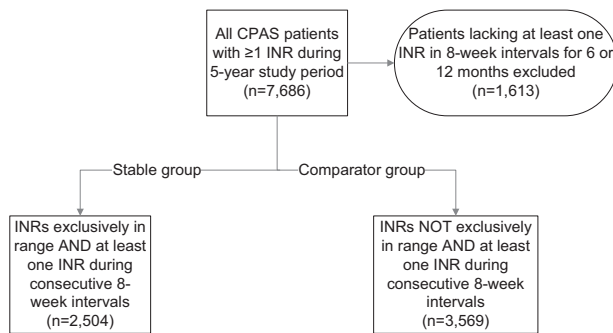 All CPAS patients
with ≥1 INR during
5-year study period
(n=7,686)
Patients lacking at least one
INR in 8-week intervals for 6 or
12 months excluded
(n=1,613)
Stable group
Comparator group
INRs exclusively in
range AND at least
one INR during
consecutive 8-
week intervals
(n=2,504)
INRs NOT exclusively
in range AND at least
one INR during
consecutive 8-week
intervals
(n=3,569)